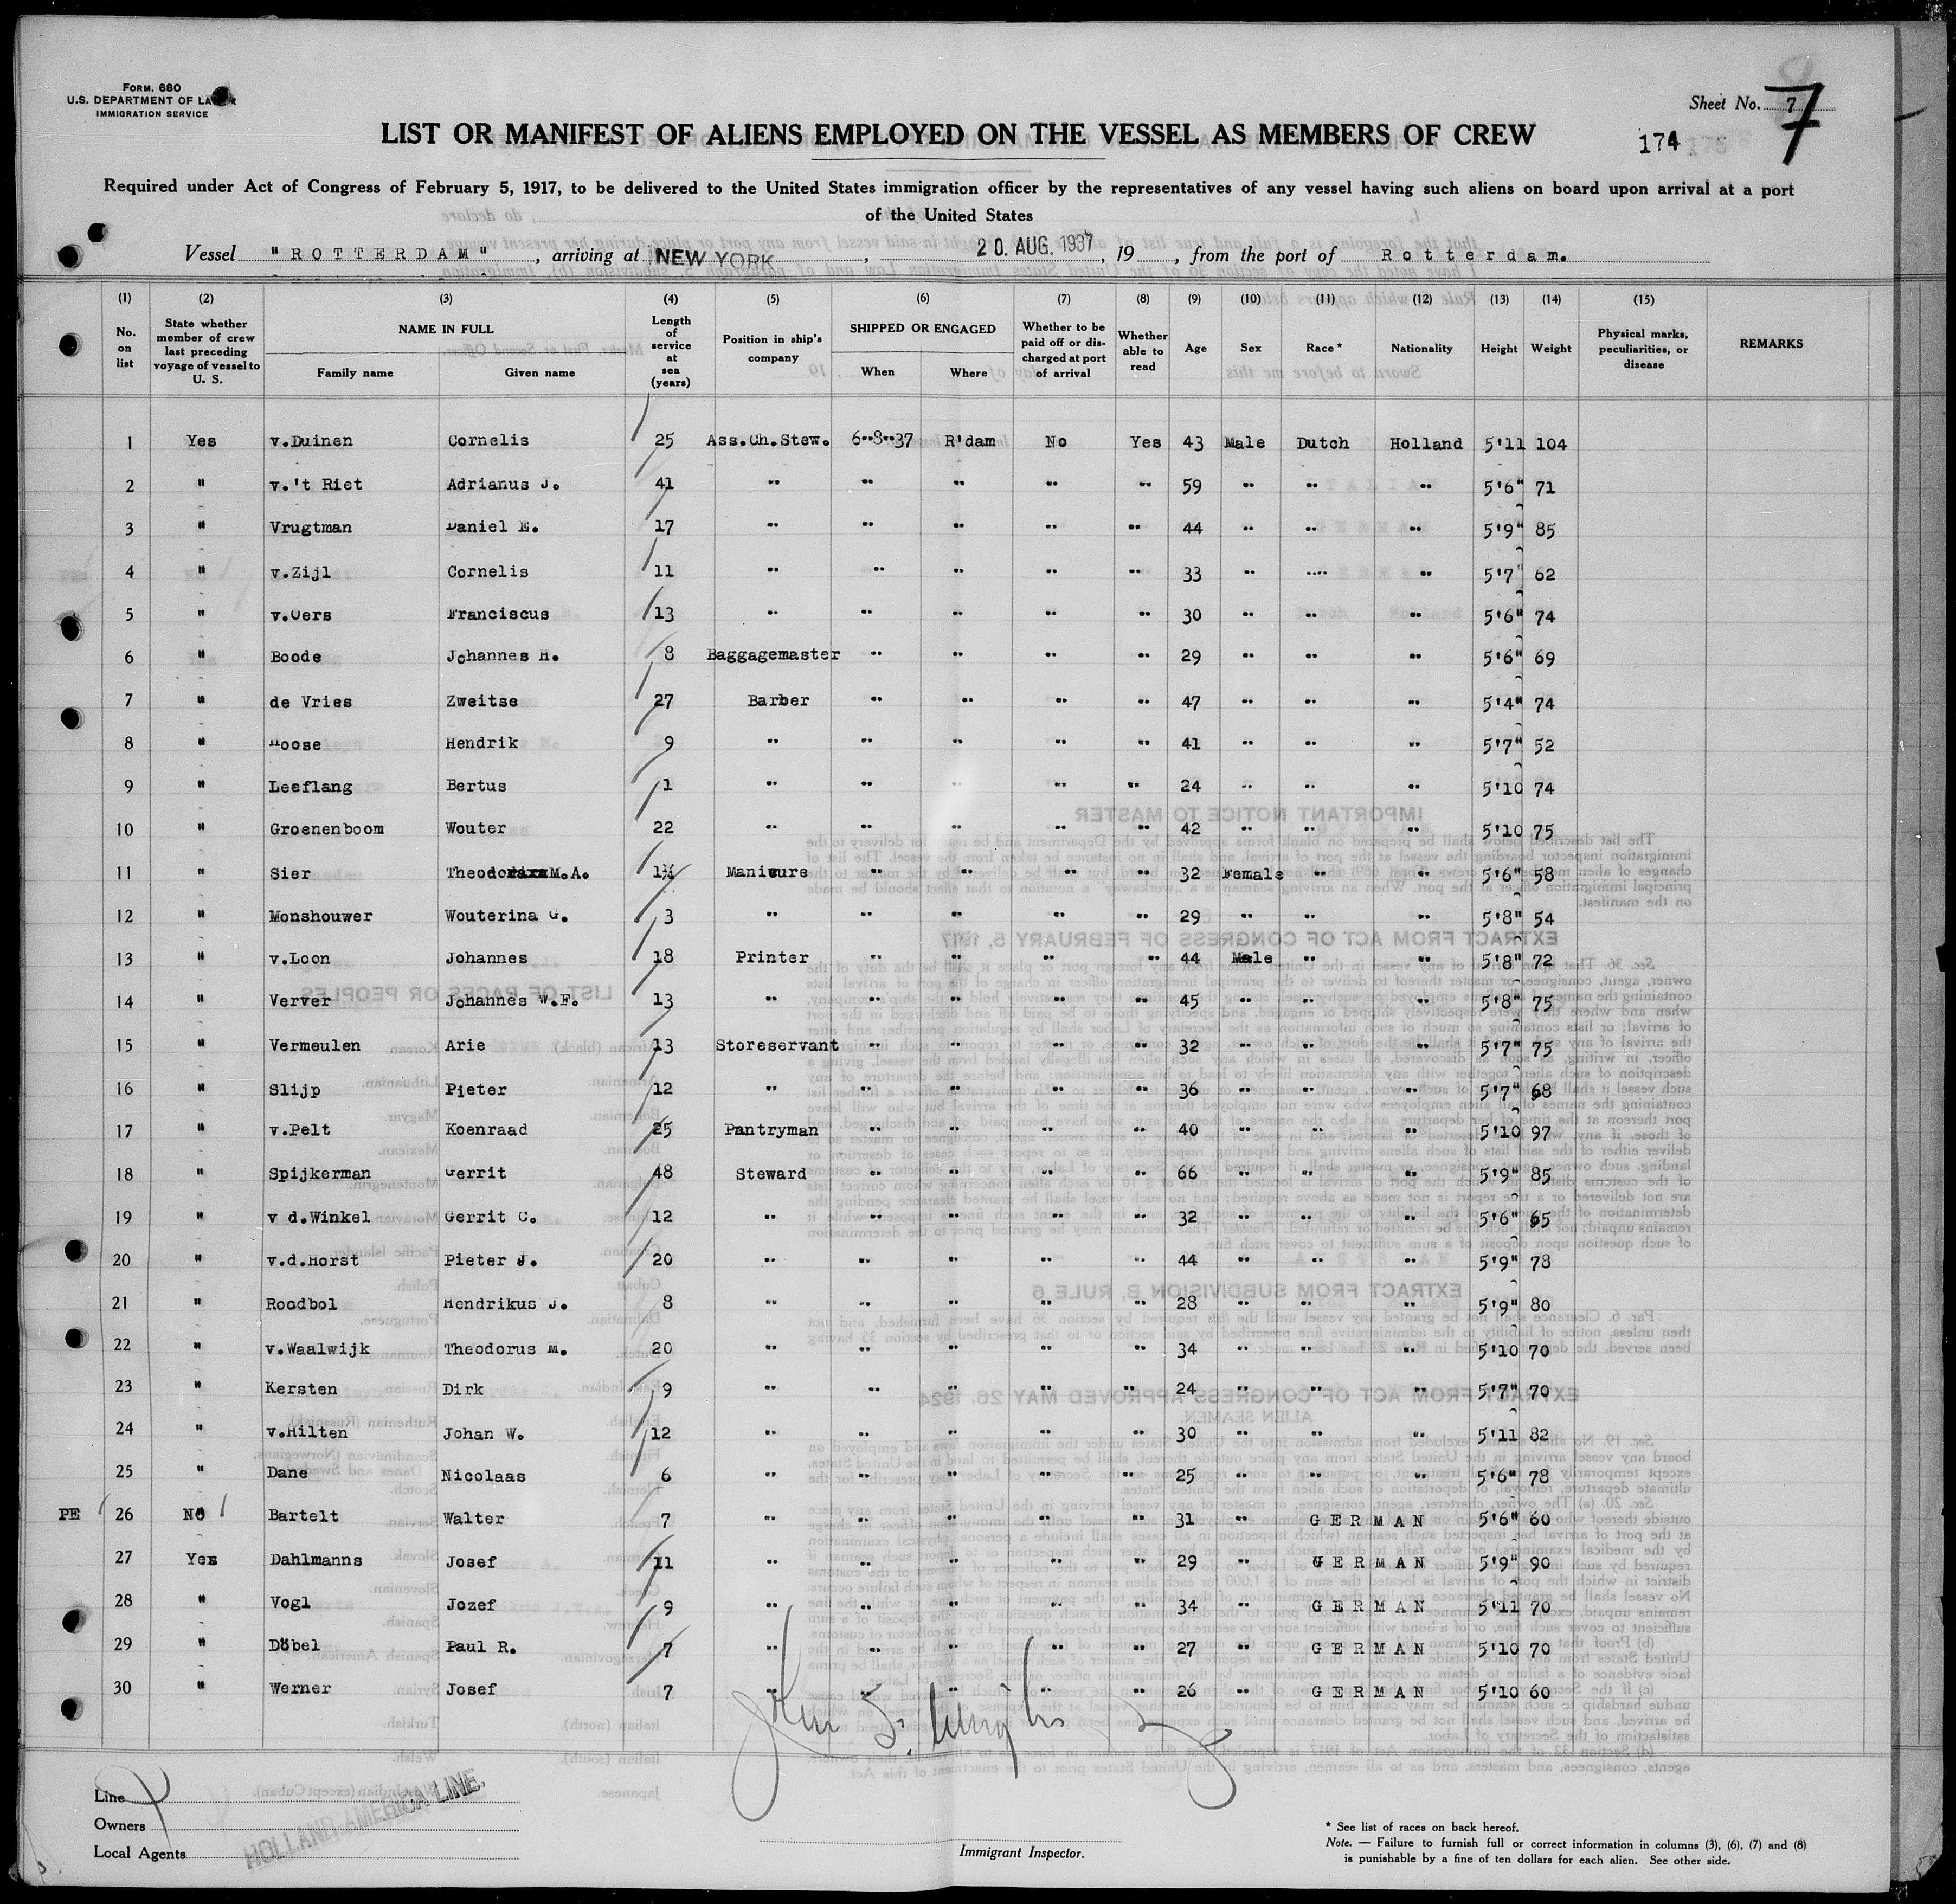 FORM. 680
U.S. DEPARTMENT OF LABOR
IMMIGRATION SERVICE
Sheet No. 7
7
174
LIST OR MANIFEST OF ALIENS EMPLOYED ON THE VESSEL AS MEMBERS OF CREW
Required under Act of Congress of February 5, 1917, to be delivered to the United States immigration officer by the representatives of any vessel having such aliens on board upon arrival at a port
of the United States
Vessel "ROTTERDAM", arriving at NEW YORK, 20. AUG. 1937, 19 , from the port of Rotterdam.
(1) (2) (3) (4) (5) (6) (7) (8) (9) (10) (11) (12) (13) (14) (15)
No. on list State whether member of crew last preceding voyage of vessel to U. S. NAME IN FULL Family name Given name Length of service at sea (years) Position in ship's company SHIPPED OR ENGAGED When Where Whether to be paid off or discharged at port of arrival Whether able to read Age Sex Race * Nationality Height Weight Physical marks, peculiarities, or disease REMARKS
1 Yes v.Duinen Cornelis 25 Ass.Ch.Stew. 6--8--37 R'dam No Yes 43 Male Dutch Holland 5'11 104
2 " v.'t Riet Adrianus J. 41 " " " " " 59 " " " 5'6" 71
3 " Vrugtman Daniel E. 17 " " " " " 44 " " " 5'9" 85
4 " v.Zijl Cornelis 11 " " " " " 33 " " " 5'7" 62
5 " v.Oers Franciscus 13 " " " " " 30 " " " 5'6" 74
6 " Boode Johannes H. 8 Baggagemaster " " " " 29 " " " 5'6" 69
7 " de Vries Zweitse 27 Barber " " " " 47 " " " 5'4" 74
8 " Hoose Hendrik 9 " " " " " 41 " " " 5'7" 52
9 " Leeflang Bertus 1 " " " " " 24 " " " 5'10 74
10 " Groenenboom Wouter 22 " " " " " 42 " " " 5'10 75
11 " Sier Theodora M.A. 1½ Manicure " " " " 32 Female " " 5'6" 58
12 " Monshouwer Wouterina G. 3 " " " " " 29 " " " 5'8" 54
13 " v.Loon Johannes 18 Printer " " " " 44 Male " " 5'8" 72
14 " Verver Johannes W.F. 13 " " " " " 45 " " " 5'8" 75
15 " Vermeulen Arie 13 Storeservant " " " " 32 " " " 5'7" 75
16 " Slijp Pieter 12 " " " " " 36 " " " 5'7" 68
17 " v.Pelt Koenraad 25 Pantryman " " " " 40 " " " 5'10 97
18 " Spijkerman Gerrit 48 Steward " " " " 66 " " " 5'9" 85
19 " v d.Winkel Gerrit C. 12 " " " " " 32 " " " 5'6" 65
20 " v.d.Horst Pieter J. 20 " " " " " 44 " " " 5'9" 78
21 " Roodbol Hendrikus J. 8 " " " " " 28 " " " 5'9" 80
22 " v.Waalwijk Theodorus M. 20 " " " " " 34 " " " 5'10 70
23 " Kersten Dirk 9 " " " " " 24 " " " 5'7" 70
24 " v.Hilten Johan W. 12 " " " " " 30 " " " 5'11 82
25 " Dane Nicolaas 6 " " " " " 25 " " " 5'6" 78
PE 26 NO Bartelt Walter 7 " " " " " 31 " GERMAN 5'6" 60
27 Yes Dahlmanns Josef 11 " " " " " 29 " GERMAN 5'9" 90
28 " Vogl Jozef 9 " " " " " 34 " GERMAN 5'11 70
29 " Döbel Paul R. 7 " " " " " 27 " GERMAN 5'10 70
30 " Werner Josef 7 " " " " " 26 " GERMAN 5'10 60
Line
Owners
Local Agents
HOLLAND AMERICA LINE.
Immigrant Inspector.
* See list of races on back hereof.
Note. — Failure to furnish full or correct information in columns (3), (6), (7) and (8)
is punishable by a fine of ten dollars for each alien. See other side.